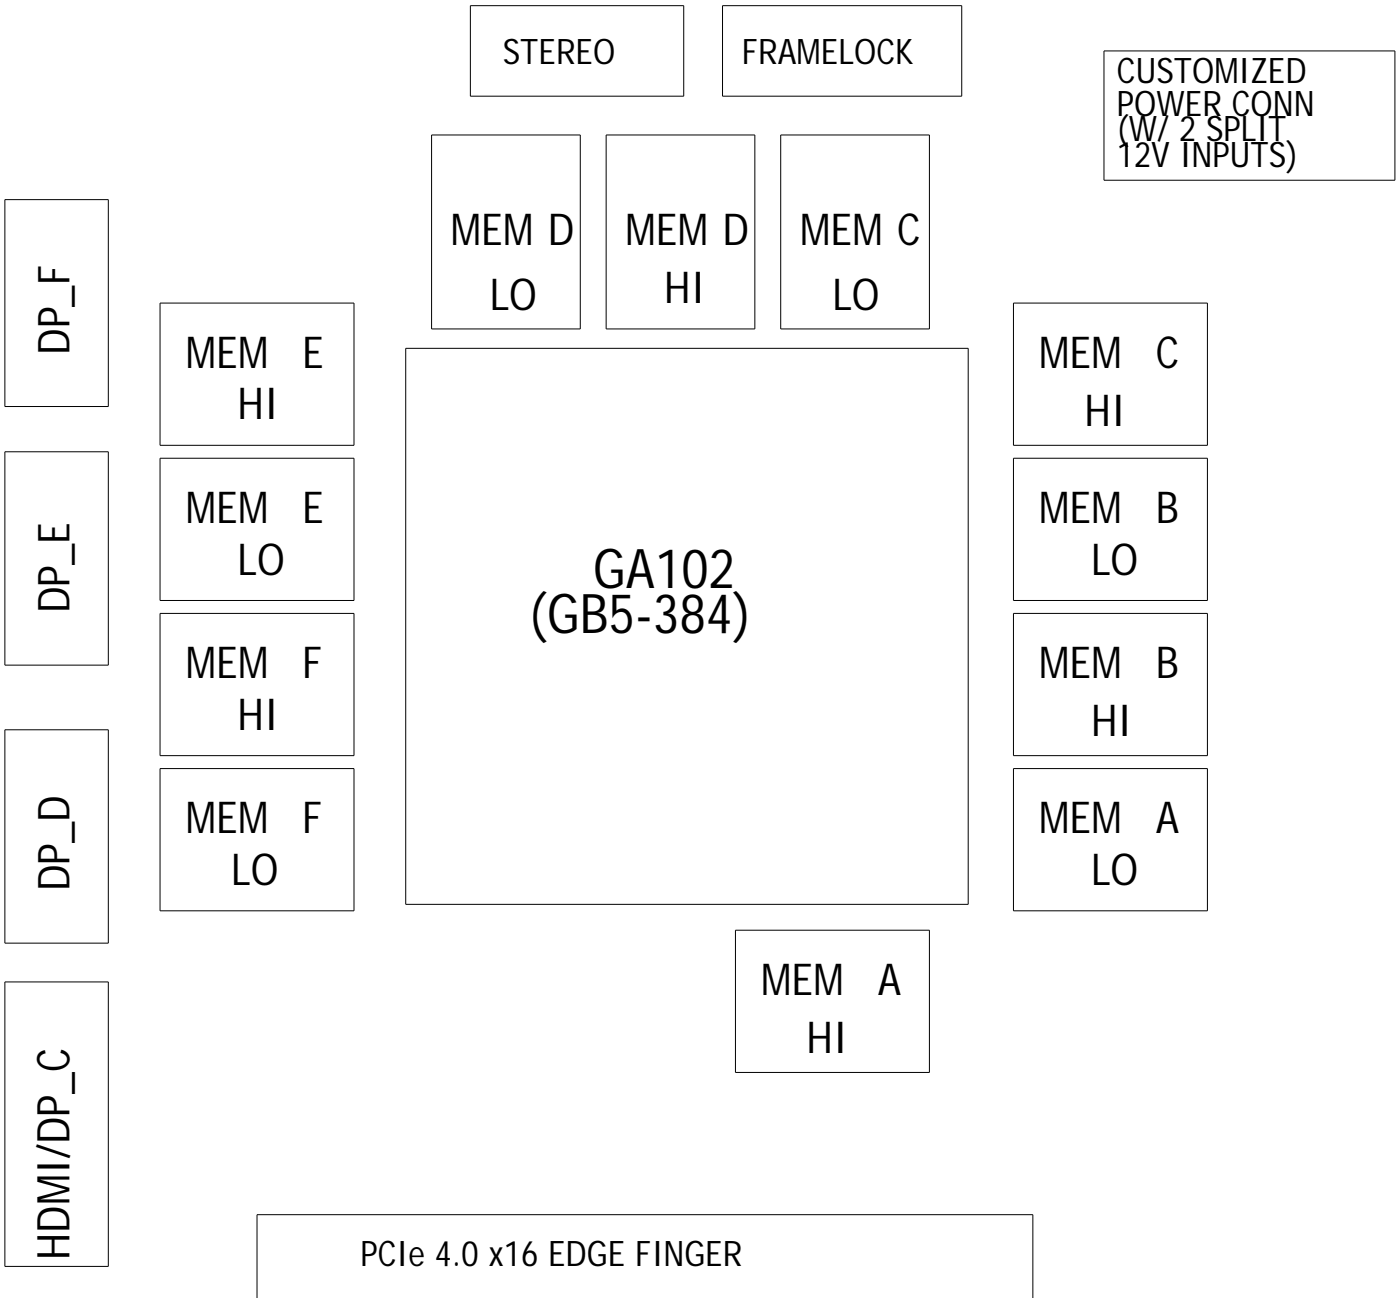 STEREO
FRAMELOCK
CUSTOMIZED
POWER CONN
(W/ 2 SPLIT
12V INPUTS)
MEM D
LO
MEM D
HI
MEM C
LO
DP_F
MEM E
HI
MEM C
HI
DP_E
MEM E
LO
MEM B
LO
GA102
(GB5-384)
MEM F
HI
MEM B
HI
DP_D
MEM F
LO
MEM A
LO
MEM A
HI
HDMI/DP_C
PCIe 4.0 x16 EDGE FINGER